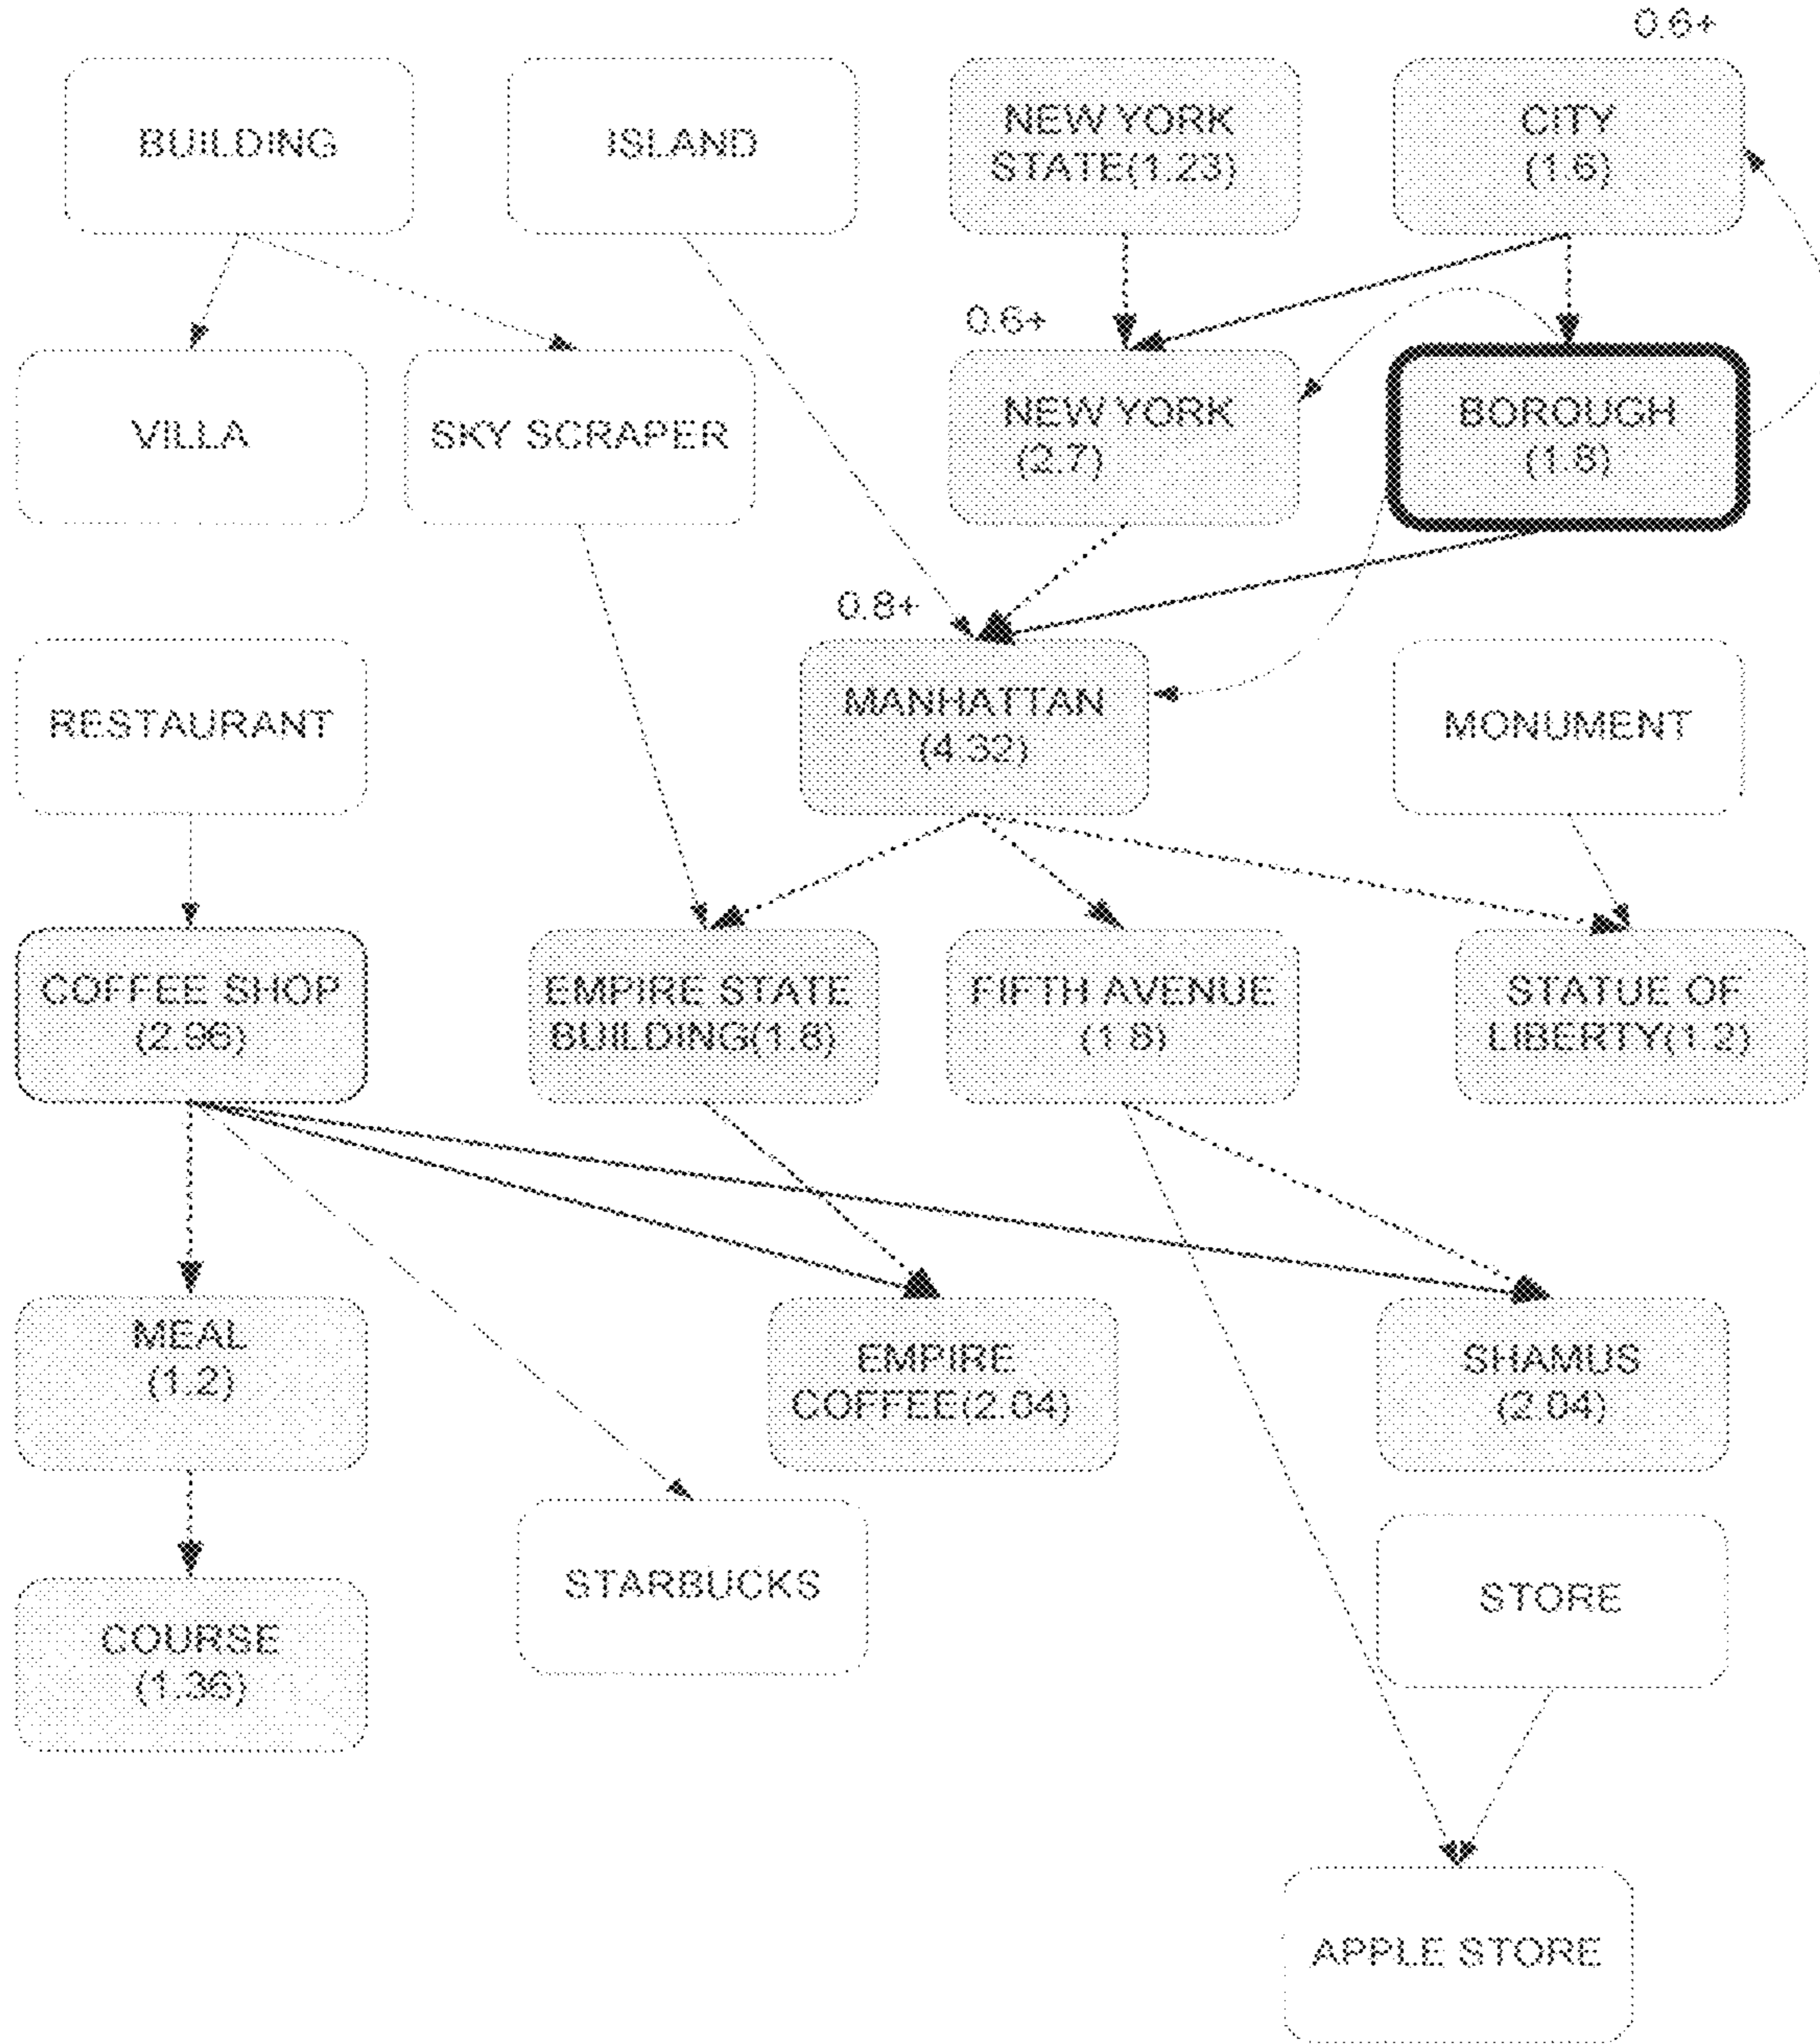 0.6+
BUILDING
ISLAND
NEW YORK
STATE(1.23)
CITY
(1.6)
0.6+
VILLA
SKY SCRAPER
NEW YORK
(2.7)
BOROUGH
(1.8)
0.8+
RESTAURANT
MANHATTAN
(4.32)
MONUMENT
COFFEE SHOP
(2.96)
EMPIRE STATE
BUILDING(1.8)
FIFTH AVENUE
(1.8)
STATUE OF
LIBERTY(1.2)
MEAL
(1.2)
EMPIRE
COFFEE(2.04)
SHAMUS
(2.04)
STARBUCKS
STORE
COURSE
(1.36)
APPLE STORE